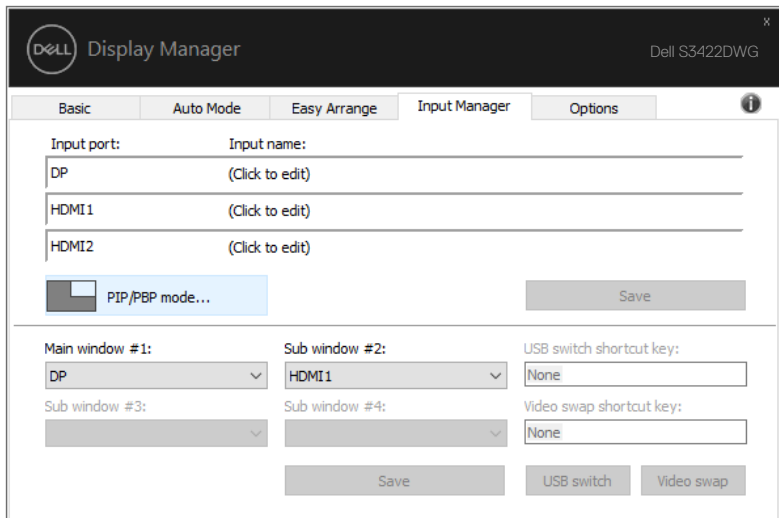 x
DELL Display Manager
Dell S3422DWG
Basic Auto Mode Easy Arrange Input Manager Options i
Input port: Input name:
DP (Click to edit)
HDMI1 (Click to edit)
HDMI2 (Click to edit)
PIP/PBP mode... Save
Main window #1: Sub window #2: USB switch shortcut key:
DP HDMI1 None
Sub window #3: Sub window #4: Video swap shortcut key:
None
Save USB switch Video swap